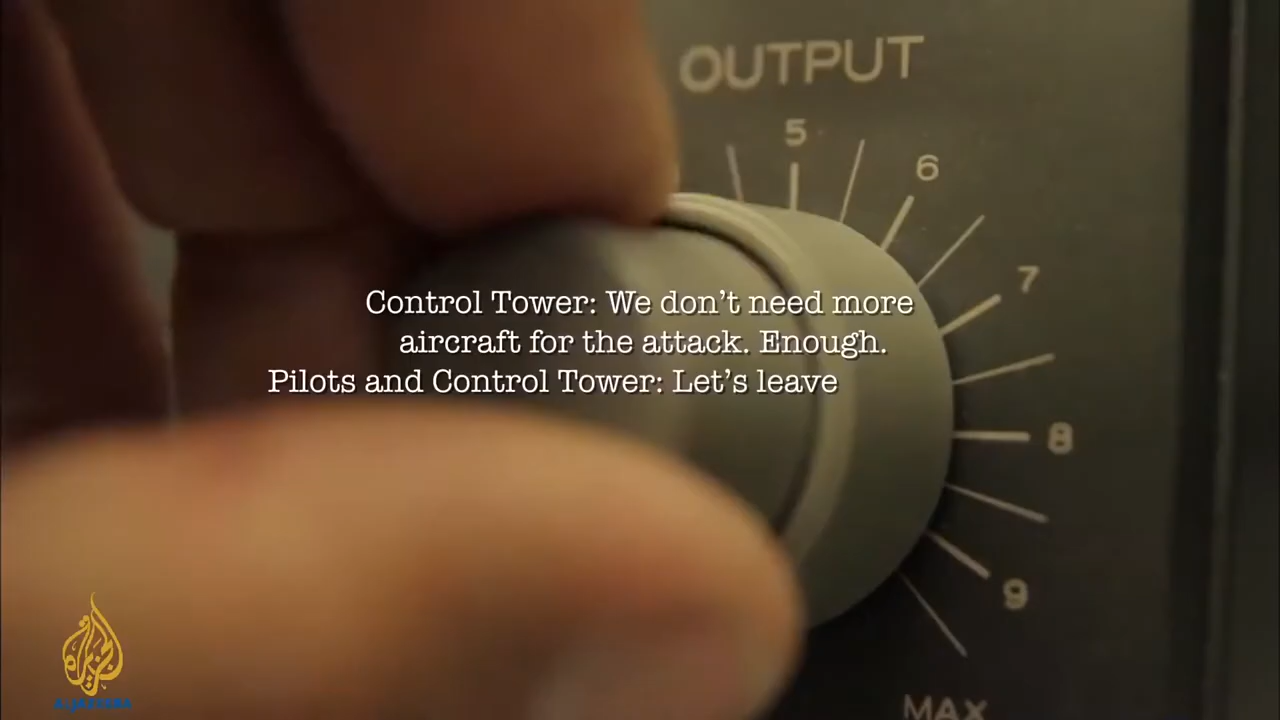 OUTPUT
5
6
7
Control Tower: We don't need more
aircraft for the attack. Enough.
Pilots and Control Tower: Let's leave
8
9
MAX
الجزيرة
ALJAZEERA